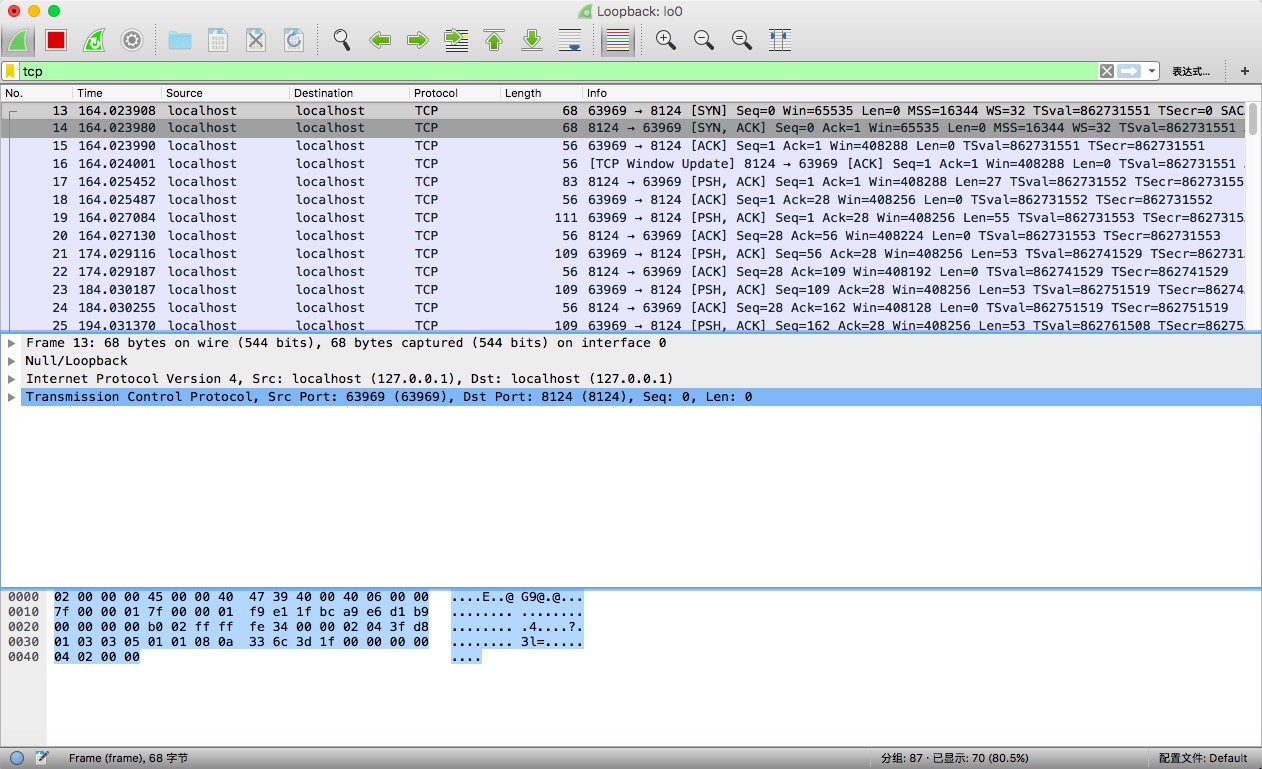 Loopback: lo0
tcp
表达式…
+
No. Time Source Destination Protocol Length Info
13 164.023908 localhost localhost TCP 68 63969 → 8124 [SYN] Seq=0 Win=65535 Len=0 MSS=16344 WS=32 TSval=862731551 TSecr=0 SAC
14 164.023980 localhost localhost TCP 68 8124 → 63969 [SYN, ACK] Seq=0 Ack=1 Win=65535 Len=0 MSS=16344 WS=32 TSval=862731551 .
15 164.023990 localhost localhost TCP 56 63969 → 8124 [ACK] Seq=1 Ack=1 Win=408288 Len=0 TSval=862731551 TSecr=862731551
16 164.024001 localhost localhost TCP 56 [TCP Window Update] 8124 → 63969 [ACK] Seq=1 Ack=1 Win=408288 Len=0 TSval=862731551 .
17 164.025452 localhost localhost TCP 83 8124 → 63969 [PSH, ACK] Seq=1 Ack=1 Win=408288 Len=27 TSval=862731552 TSecr=86273155
18 164.025487 localhost localhost TCP 56 63969 → 8124 [ACK] Seq=1 Ack=28 Win=408256 Len=0 TSval=862731552 TSecr=862731552
19 164.027084 localhost localhost TCP 111 63969 → 8124 [PSH, ACK] Seq=1 Ack=28 Win=408256 Len=55 TSval=862731553 TSecr=8627315.
20 164.027130 localhost localhost TCP 56 8124 → 63969 [ACK] Seq=28 Ack=56 Win=408224 Len=0 TSval=862731553 TSecr=862731553
21 174.029116 localhost localhost TCP 109 63969 → 8124 [PSH, ACK] Seq=56 Ack=28 Win=408256 Len=53 TSval=862741529 TSecr=862731.
22 174.029187 localhost localhost TCP 56 8124 → 63969 [ACK] Seq=28 Ack=109 Win=408192 Len=0 TSval=862741529 TSecr=862741529
23 184.030187 localhost localhost TCP 109 63969 → 8124 [PSH, ACK] Seq=109 Ack=28 Win=408256 Len=53 TSval=862751519 TSecr=86274.
24 184.030255 localhost localhost TCP 56 8124 → 63969 [ACK] Seq=28 Ack=162 Win=408128 Len=0 TSval=862751519 TSecr=862751519
25 194.031370 localhost localhost TCP 109 63969 → 8124 [PSH, ACK] Seq=162 Ack=28 Win=408256 Len=53 TSval=862761508 TSecr=86275.
Frame 13: 68 bytes on wire (544 bits), 68 bytes captured (544 bits) on interface 0
Null/Loopback
Internet Protocol Version 4, Src: localhost (127.0.0.1), Dst: localhost (127.0.0.1)
Transmission Control Protocol, Src Port: 63969 (63969), Dst Port: 8124 (8124), Seq: 0, Len: 0
0000 02 00 00 00 45 00 00 40 47 39 40 00 40 06 00 00 ....E..@ G9@.@...
0010 7f 00 00 01 7f 00 00 01 f9 e1 1f bc a9 e6 d1 b9 ........ ........
0020 00 00 00 00 b0 02 ff ff fe 34 00 00 02 04 3f d8 ........ .4....?.
0030 01 03 03 05 01 01 08 0a 33 6c 3d 1f 00 00 00 00 ........ 3l=.....
0040 04 02 00 00 ....
Frame (frame), 68 字节 分组: 87 · 已显示: 70 (80.5%) 配置文件: Default